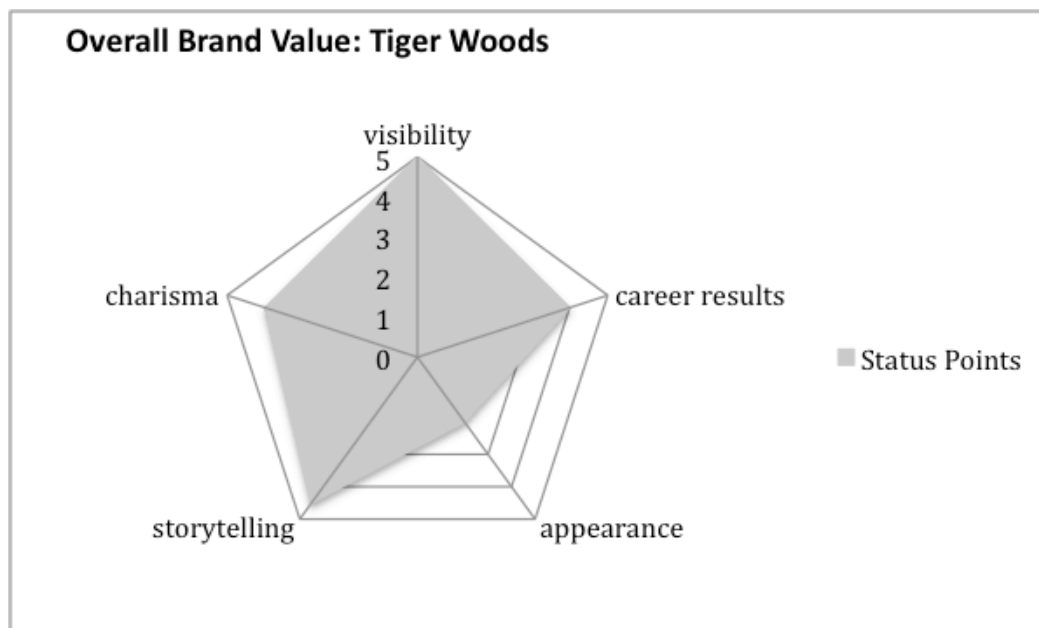 Overall Brand Value: Tiger Woods
visibility
5
4
3
2
1
0
charisma
career results
Status Points
storytelling
appearance